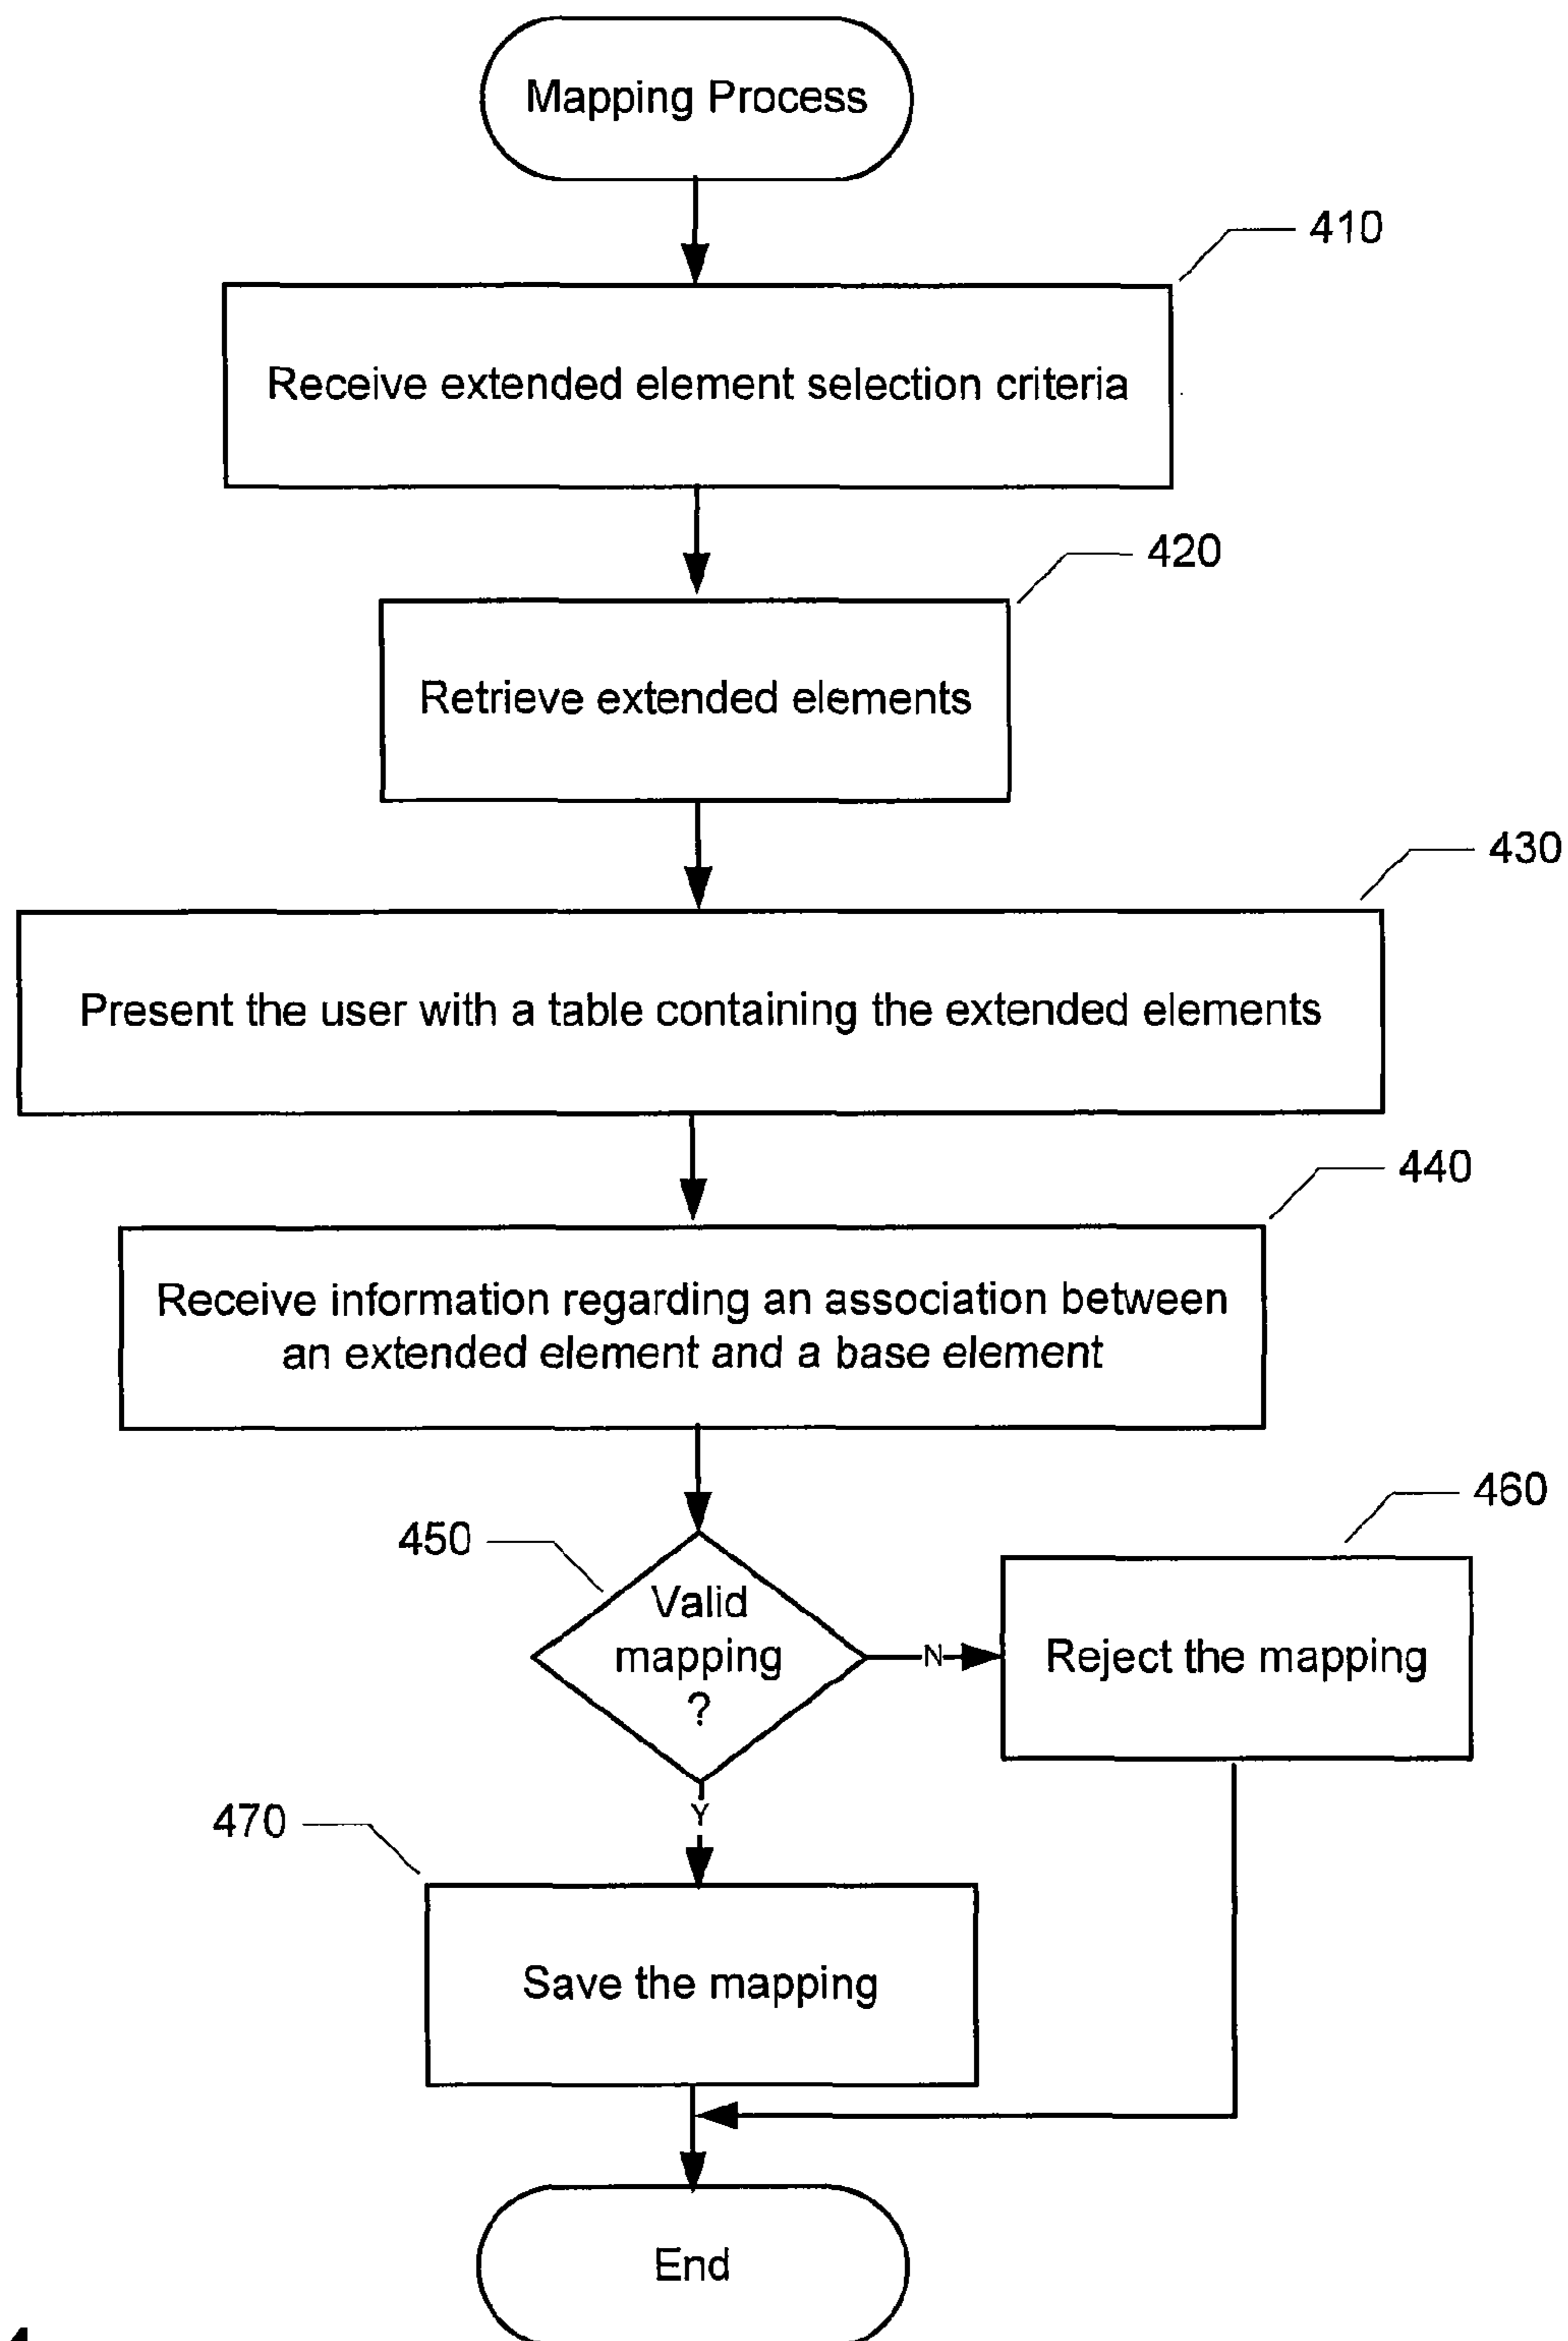 Mapping Process
410
Receive extended element selection criteria
420
Retrieve extended elements
430
Present the user with a table containing the extended elements
440
Receive information regarding an association between
an extended element and a base element
450
Valid
mapping
?
N
460
Reject the mapping
Y
470
Save the mapping
End